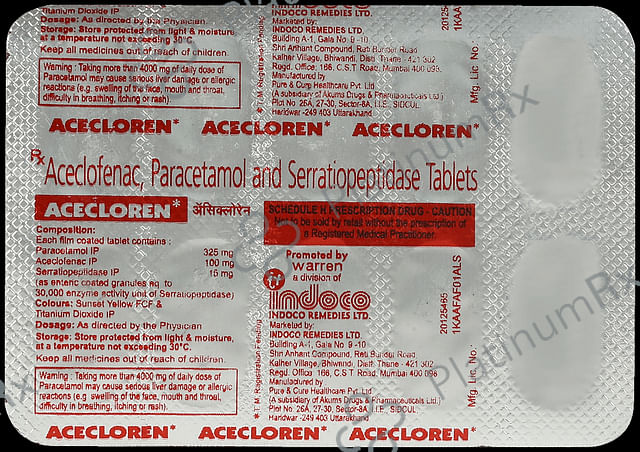 Titanium Dioxide IP
Dosage: As directed by the Physician.
Storage: Store protected from light & moisture,
at a temperature not exceeding 30°C.
Keep all medicines out of reach of children.
Warning : Taking more than 4000 mg of daily dose of
Paracetamol may cause serious liver damage or allergic
reactions (e.g. swelling of the face, mouth and throat,
difficulty in breathing, itching or rash).
* T.M. Registration Pending
INDOCO REMEDIES LTD.
Marketed by:
INDOCO REMEDIES LTD.
Building A-1, Gala No. 9 -10
Shri Arihant Compound, Reti Bunder Road
Kalher Village, Bhiwandi, Distt. Thane - 421 302
Regd. Office: 166, C.S.T. Road, Mumbai 400 098.
Manufactured by
Pure & Cure Healthcare Pvt. Ltd.
(A subsidiary of Akums Drugs & Pharmaceuticals Ltd.)
Plot No. 26A, 27-30, Sector-8A, I.I.E., SIDCUL,
Haridwar -249 403 Uttarakhand
Mfg. Lic. No.
ACECLOREN* ACECLOREN* ACECLOREN*
Rx Aceclofenac, Paracetamol and Serratiopeptidase Tablets
ACECLOREN* ॲसिक्लोरेन
SCHEDULE H PRESCRIPTION DRUG - CAUTION
Not to be sold by retail without the prescription of
a Registered Medical Practitioner.
Composition:
Each film coated tablet contains :
Paracetamol IP 325 mg
Aceclofenac IP 100 mg
Serratiopeptidase IP 15 mg
(as enteric coated granules eq. to
30,000 enzyme activity unit of Serratiopeptidase)
Colours: Sunset Yellow FCF &
Titanium Dioxide IP
Dosage: As directed by the Physician
Storage: Store protected from light & moisture,
at a temperature not exceeding 30°C.
Keep all medicines out of reach of children.
Warning : Taking more than 4000 mg of daily dose of
Paracetamol may cause serious liver damage or allergic
reactions (e.g. swelling of the face, mouth and throat,
difficulty in breathing, itching or rash).
* T.M. Registration Pending
Promoted by
warren
a division of
indoco
INDOCO REMEDIES LTD.
Marketed by:
INDOCO REMEDIES LTD.
Building A-1, Gala No. 9 -10
Shri Arihant Compound, Reti Bunder Road
Kalher Village, Bhiwandi, Distt. Thane - 421 302
Regd. Office: 166, C.S.T. Road, Mumbai 400 098
Manufactured by
Pure & Cure Healthcare Pvt. Ltd.
(A subsidiary of Akums Drugs & Pharmaceuticals Ltd.)
Plot No. 26A, 27-30, Sector-8A, I.I.E., SIDCUL,
Haridwar -249 403 Uttarakhand
20125465
1KAAFAF01ALS
Mfg. Lic. No.:
ACECLOREN* ACECLOREN* ACECLOREN*
PlatinumRx
PlatinumRx